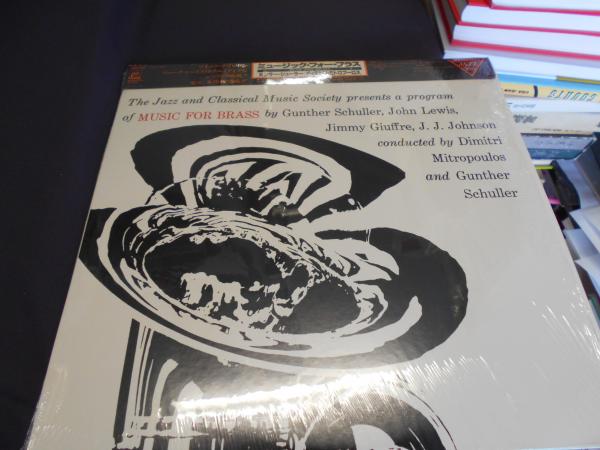 ミュージック・フォー・ブラス
The Jazz and Classical Music Society presents a program
of MUSIC FOR BRASS by Gunther Schuller, John Lewis,
Jimmy Giuffre, J. J. Johnson
conducted by Dimitri
Mitropoulos
and Gunther
Schuller